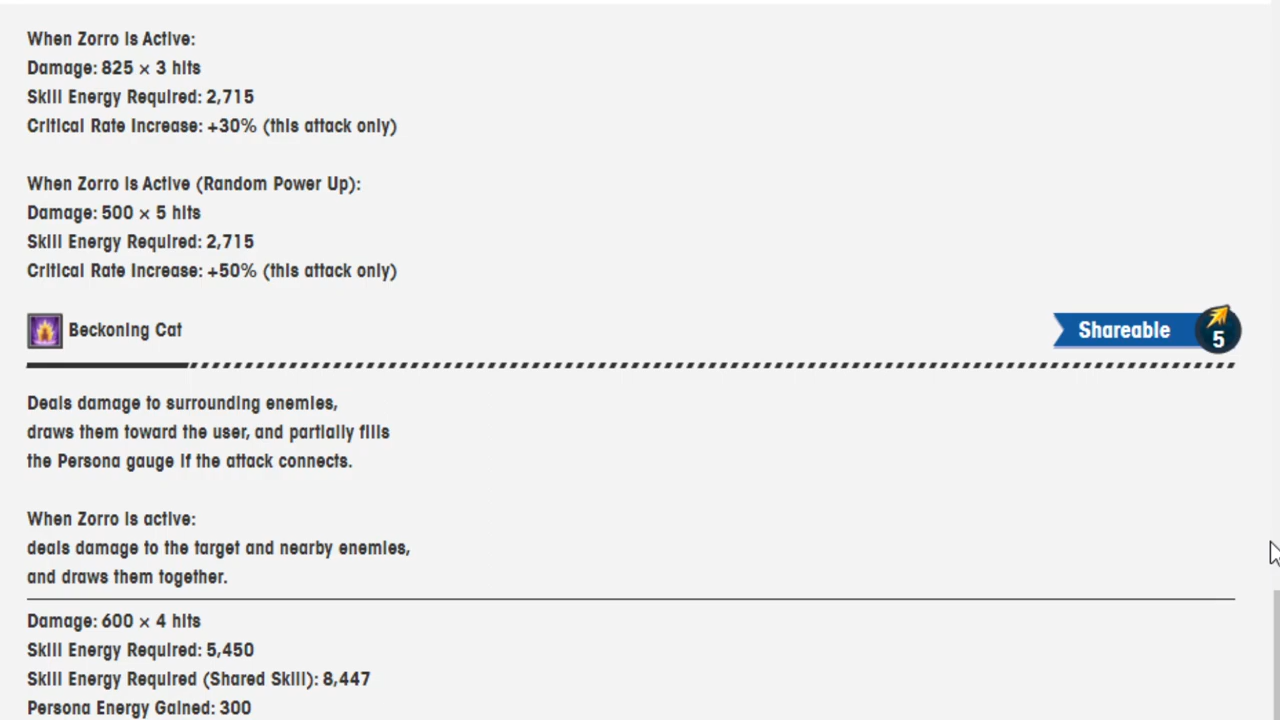 When Zorro Is Active:
Damage: 825 × 3 hits
Skill Energy Required: 2,715
Critical Rate Increase: +30% (this attack only)
When Zorro Is Active (Random Power Up):
Damage: 500 × 5 hits
Skill Energy Required: 2,715
Critical Rate Increase: +50% (this attack only)
Beckoning Cat
Shareable
5
Deals damage to surrounding enemies,
draws them toward the user, and partially fills
the Persona gauge if the attack connects.
When Zorro is active:
deals damage to the target and nearby enemies,
and draws them together.
Damage: 600 × 4 hits
Skill Energy Required: 5,450
Skill Energy Required (Shared Skill): 8,447
Persona Energy Gained: 300